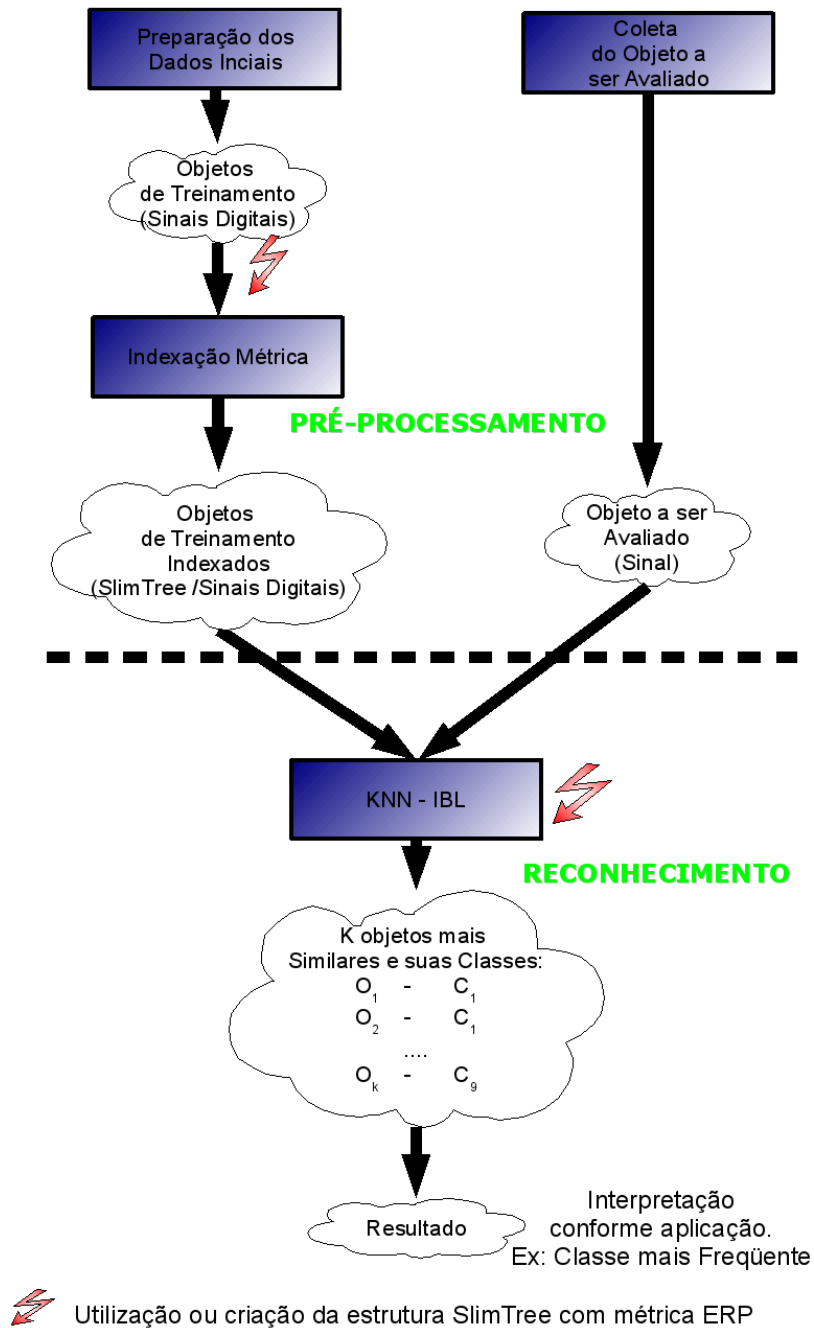 Preparação dos
Dados Inciais
Coleta
do Objeto a
ser Avaliado
Objetos
de Treinamento
(Sinais Digitais)
Indexação Métrica
PRÉ-PROCESSAMENTO
Objetos
de Treinamento
Indexados
(SlimTree /Sinais Digitais)
Objeto a ser
Avaliado
(Sinal)
KNN - IBL
RECONHECIMENTO
K objetos mais
Similares e suas Classes:
O1 - C1
O2 - C1
....
Ok - C9
Resultado
Interpretação
conforme aplicação.
Ex: Classe mais Freqüente
Utilização ou criação da estrutura SlimTree com métrica ERP